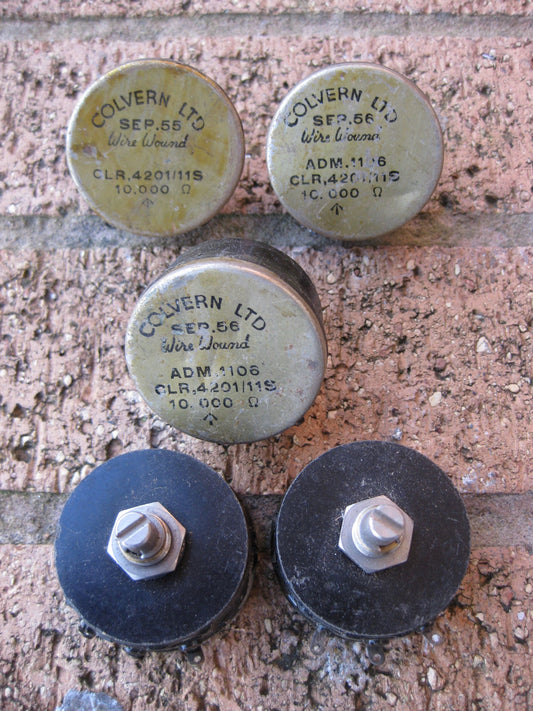 COLVERN LTD
SEP.55
Wire Wound
CLR,4201/11S
10,000 Ω
COLVERN LTD
SEP.56
Wire Wound
ADM.1106
CLR,4201/11S
10.000 Ω
COLVERN LTD
SEP.56
Wire Wound
ADM.1106
CLR,4201/11S
10.000 Ω